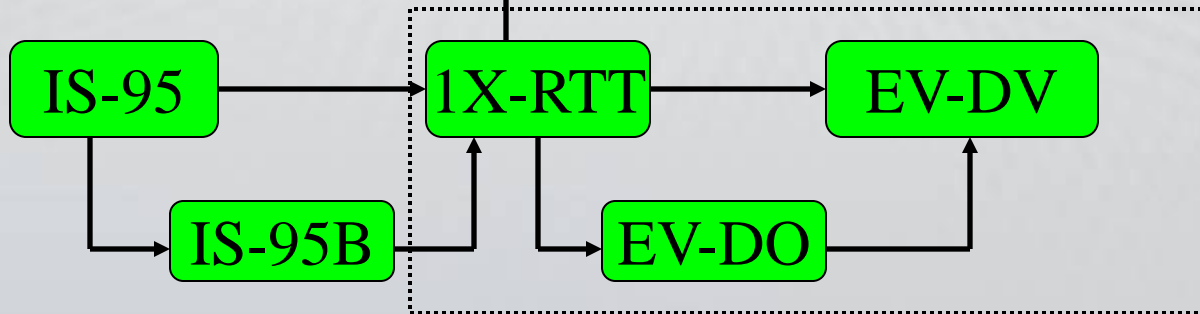 IS-95
1X-RTT
EV-DV
IS-95B
EV-DO